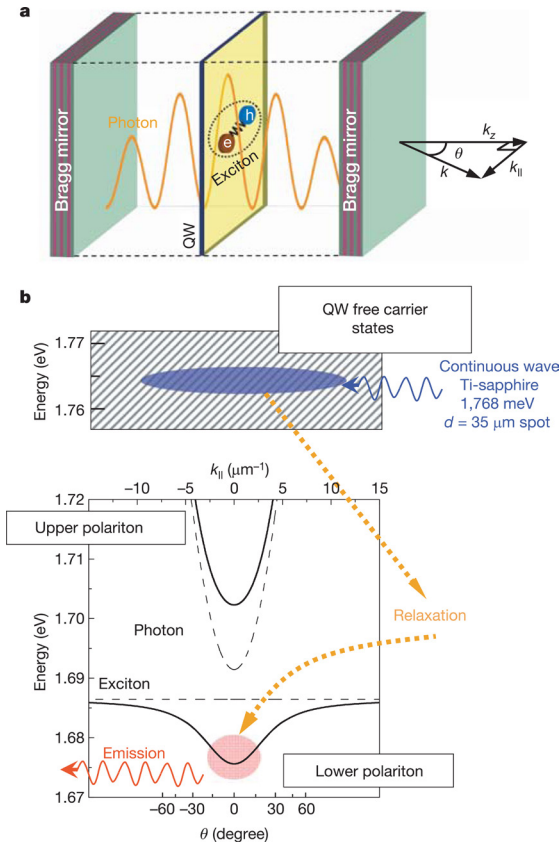 a
Bragg mirror
Photon
e
h
Exciton
QW
Bragg mirror
k_z
θ
k
k_II
b
QW free carrier
states
Energy (eV)
1.77
1.76
Continuous wave
Ti-sapphire
1,768 meV
d = 35 μm spot
k_II (μm⁻¹)
−10 −5 0 5 10 15
Energy (eV)
1.72
1.71
1.70
1.69
1.68
1.67
Upper polariton
Photon
Relaxation
Exciton
Emission
Lower polariton
−60 −30 0 30 60
θ (degree)